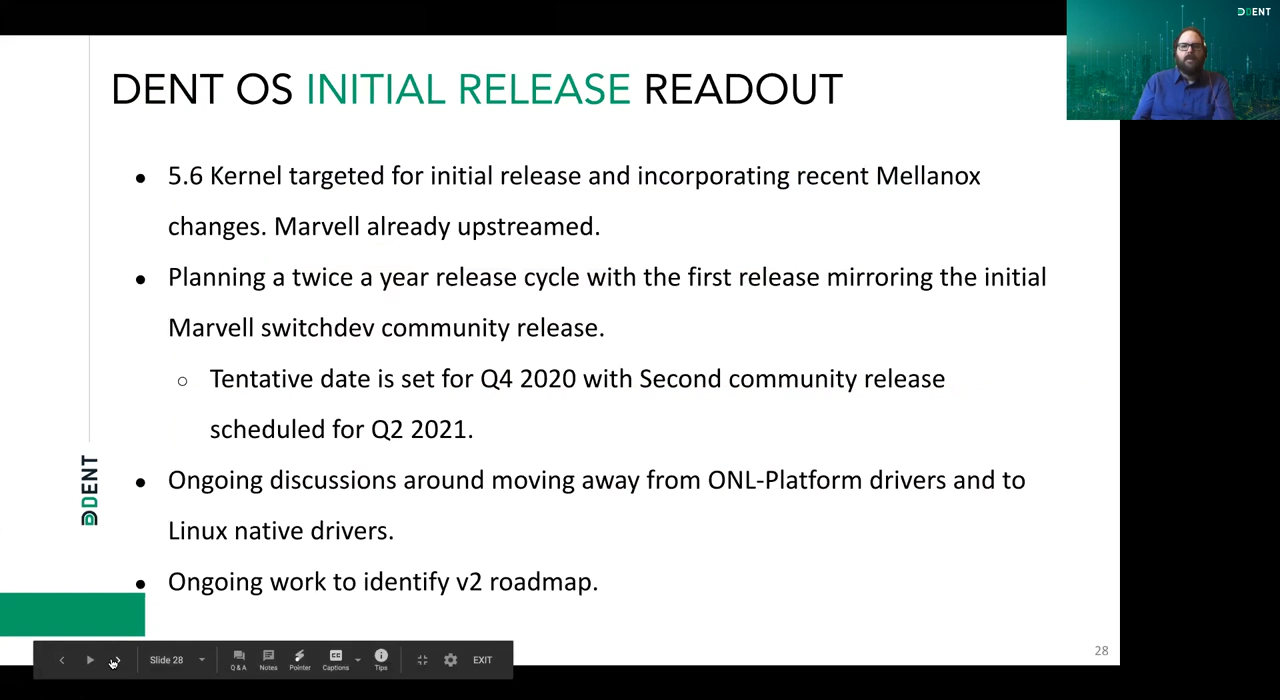 DENT
DENT OS INITIAL RELEASE READOUT
● 5.6 Kernel targeted for initial release and incorporating recent Mellanox
changes. Marvell already upstreamed.
● Planning a twice a year release cycle with the first release mirroring the initial
Marvell switchdev community release.
○ Tentative date is set for Q4 2020 with Second community release
scheduled for Q2 2021.
● Ongoing discussions around moving away from ONL-Platform drivers and to
Linux native drivers.
● Ongoing work to identify v2 roadmap.
DENT
28
Slide 28
Q & A
Notes
Pointer
CC
Captions
Tips
EXIT